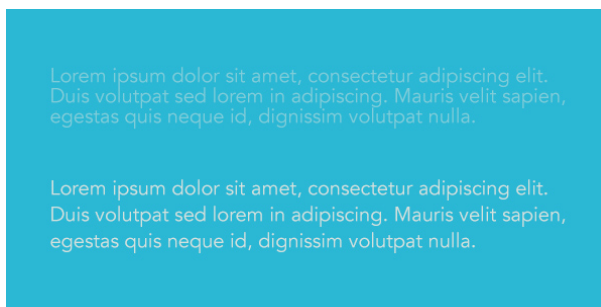 Lorem ipsum dolor sit amet, consectetur adipiscing elit.
Duis volutpat sed lorem in adipiscing. Mauris velit sapien,
egestas quis neque id, dignissim volutpat nulla.
Lorem ipsum dolor sit amet, consectetur adipiscing elit.
Duis volutpat sed lorem in adipiscing. Mauris velit sapien,
egestas quis neque id, dignissim volutpat nulla.